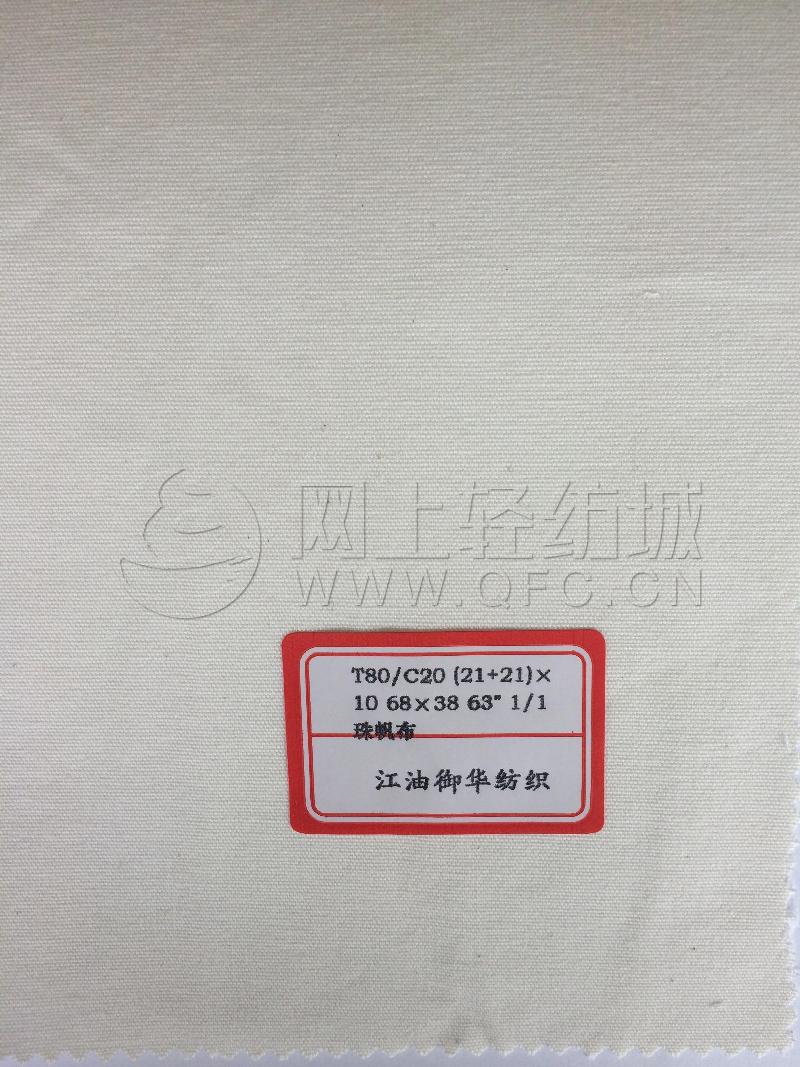 网上轻纺城
WWW.QFC.CN
T80/C20 (21+21)×
10 68×38 63" 1/1
珠帆布
江油御华纺织